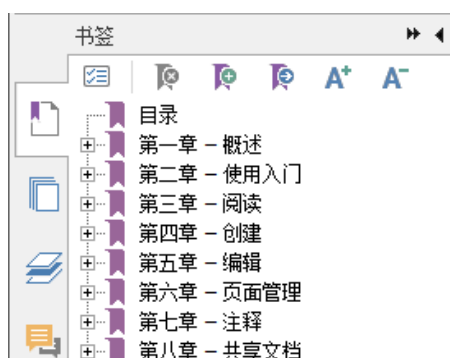 书签
A+ A-
目录
第一章 – 概述
第二章 – 使用入门
第三章 – 阅读
第四章 – 创建
第五章 – 编辑
第六章 – 页面管理
第七章 – 注释
第八章 – 共享文档